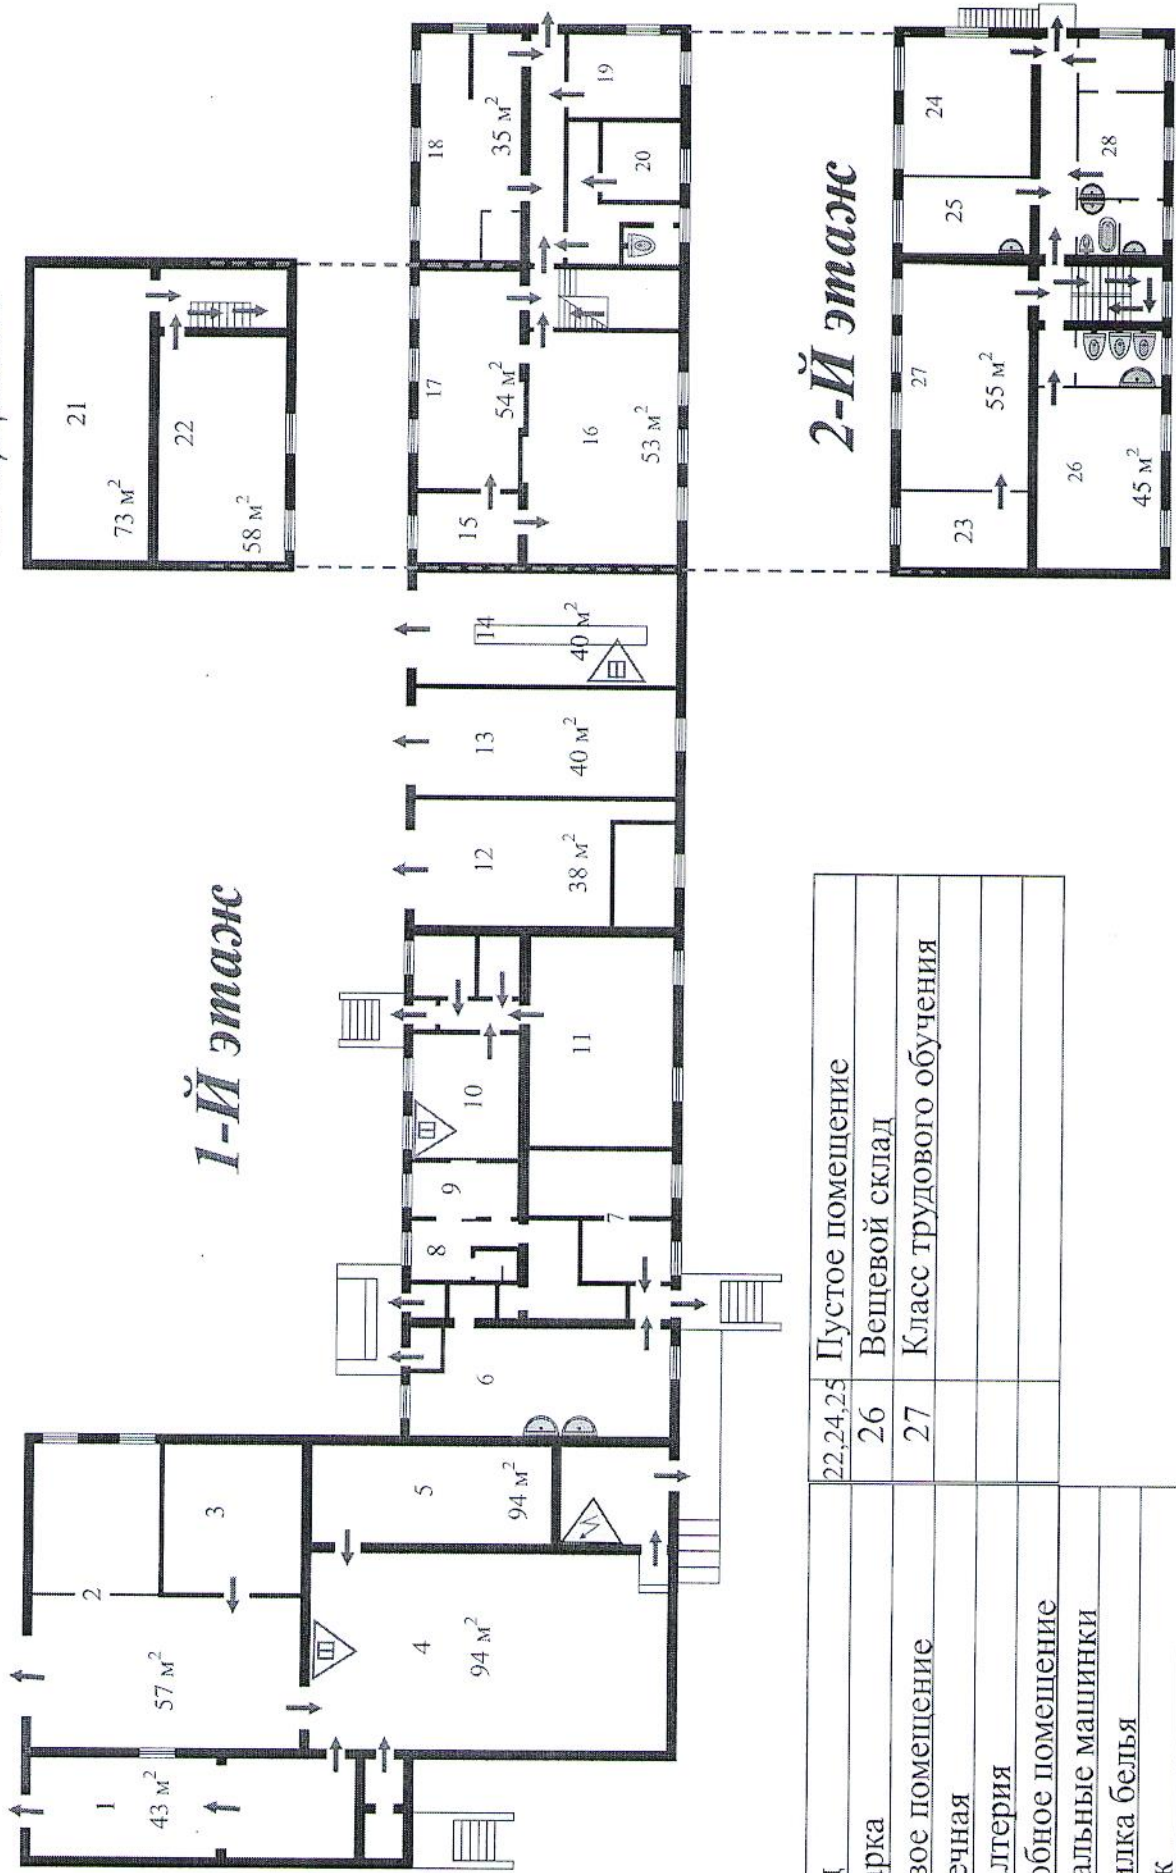 1-Й этаж
2-Й этаж
1
43 м²
2
57 м²
3
4
94 м²
5
94 м²
6
7
8
9
10
11
12
38 м²
13
40 м²
14
40 м²
15
16
53 м²
17
54 м²
18
35 м²
19
20
21
73 м²
22
58 м²
23
24
25
26
45 м²
27
55 м²
28
22,24,25 Пустое помещение
26 Вещевой склад
27 Класс трудового обучения